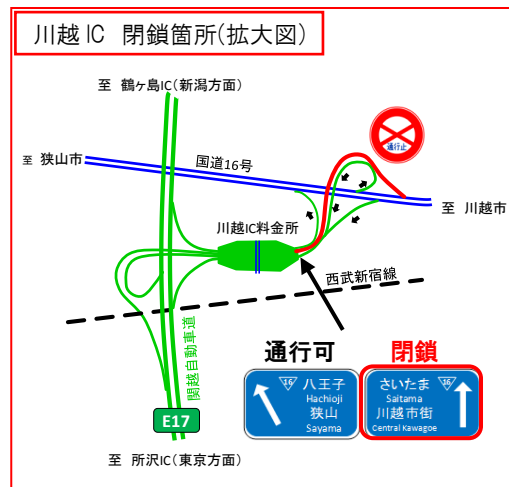 川越IC 閉鎖箇所(拡大図)
至 鶴ヶ島IC(新潟方面)
通行止
至 狭山市
国道16号
至 川越市
川越IC料金所
西武新宿線
関越自動車道
通行可
閉鎖
16 八王子
Hachioji
狭山
Sayama
さいたま 16
Saitama
川越市街
Central Kawagoe
E17
至 所沢IC(東京方面)